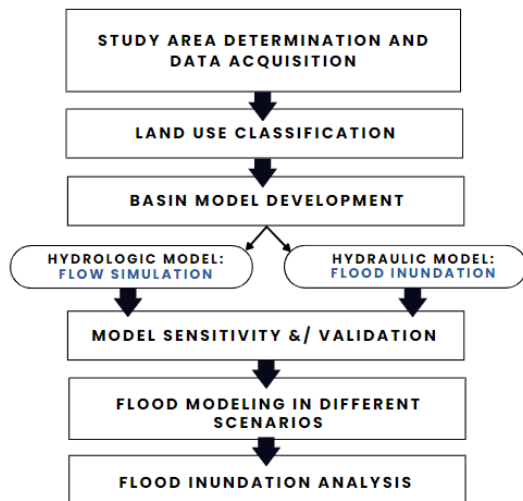 STUDY AREA DETERMINATION AND
DATA ACQUISITION
LAND USE CLASSIFICATION
BASIN MODEL DEVELOPMENT
HYDROLOGIC MODEL:
FLOW SIMULATION
HYDRAULIC MODEL:
FLOOD INUNDATION
MODEL SENSITIVITY &/ VALIDATION
FLOOD MODELING IN DIFFERENT
SCENARIOS
FLOOD INUNDATION ANALYSIS